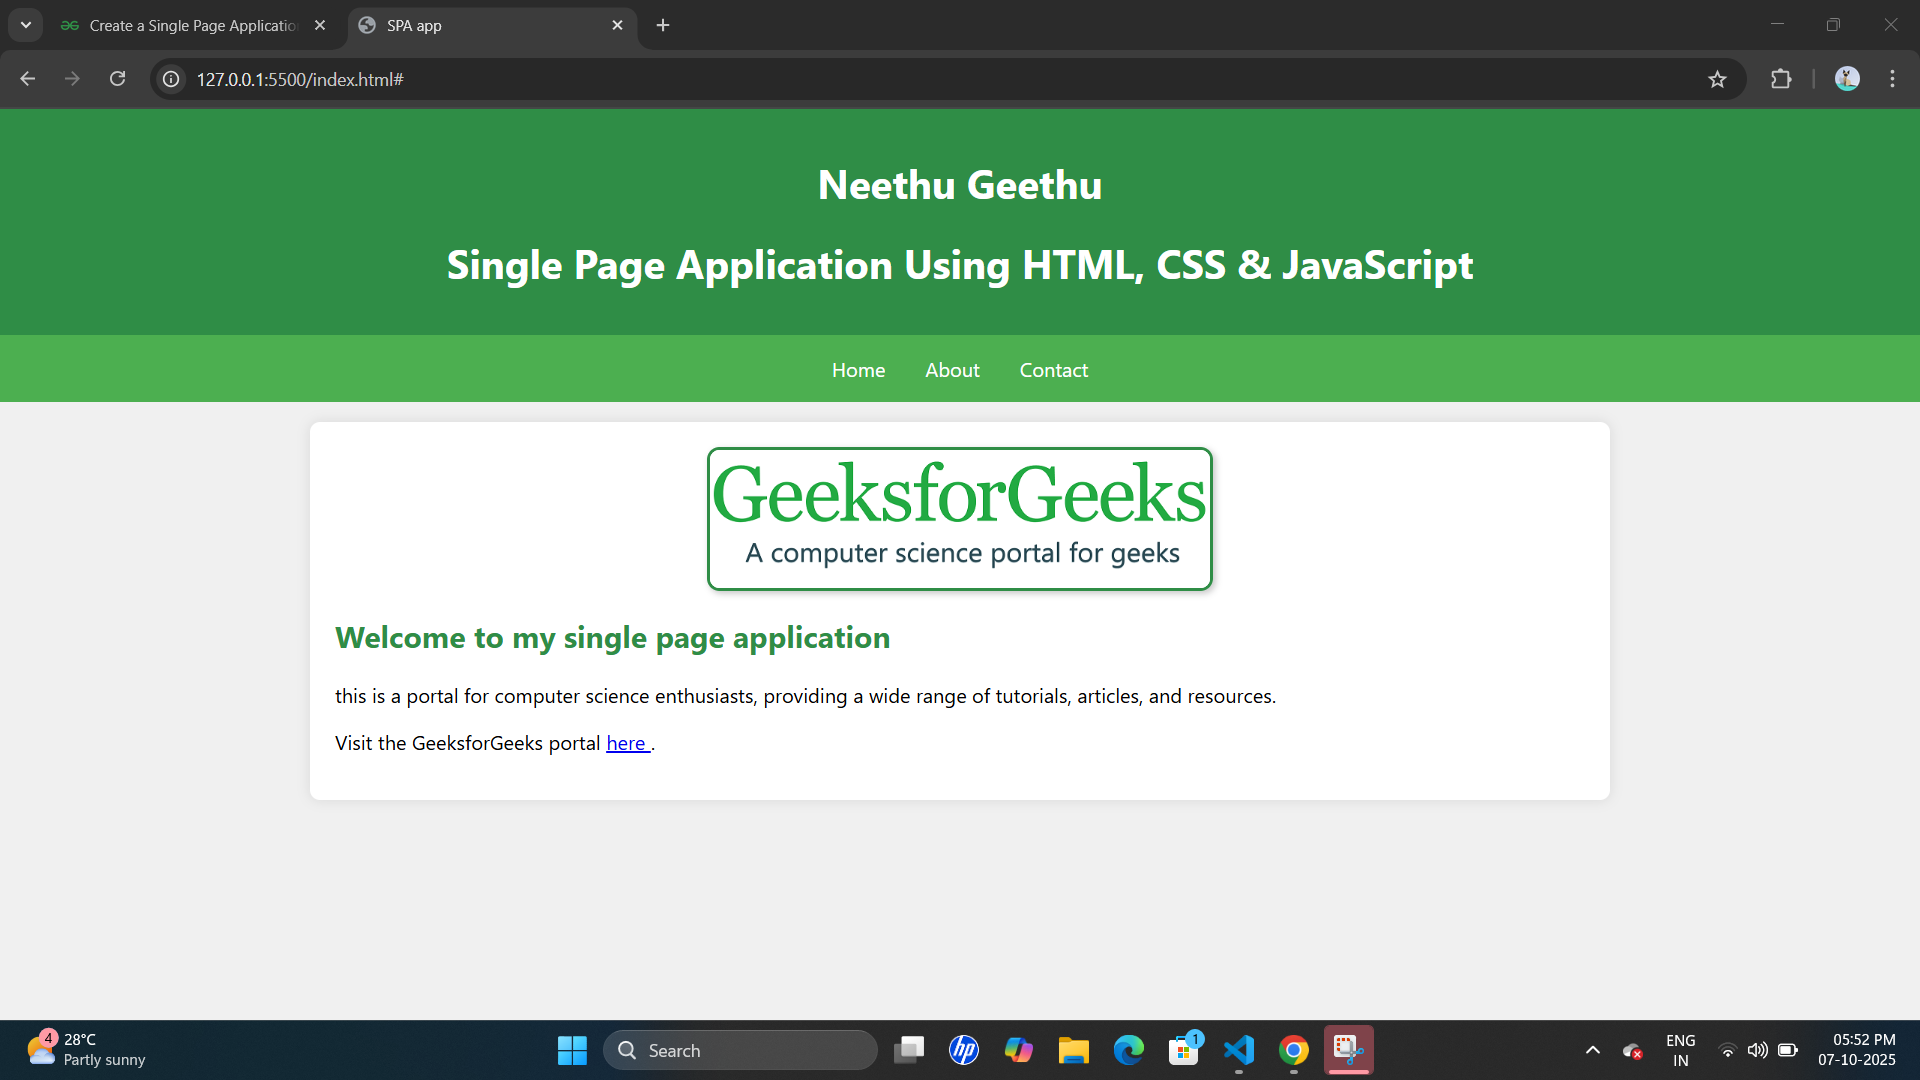 Create a Single Page Applicatio
SPA app
127.0.0.1:5500/index.html#
Neethu Geethu
Single Page Application Using HTML, CSS & JavaScript
Home About Contact
GeeksforGeeks
A computer science portal for geeks
Welcome to my single page application
this is a portal for computer science enthusiasts, providing a wide range of tutorials, articles, and resources.
Visit the GeeksforGeeks portal here .
4
28°C
Partly sunny
Search
hp
1
ENG
IN
05:52 PM
07-10-2025